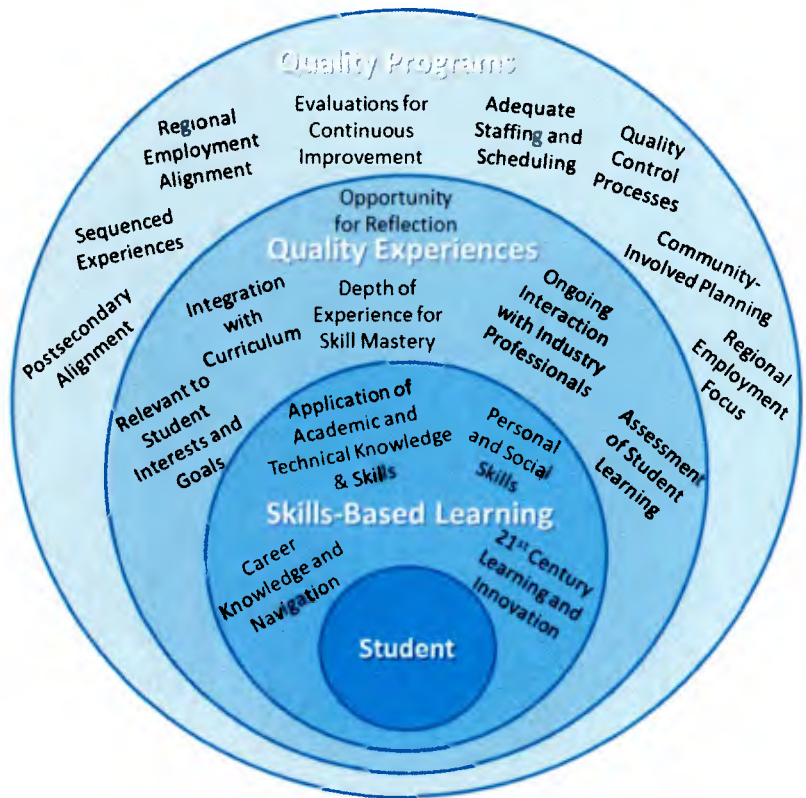 Quality Programs
Regional
Employment
Alignment
Evaluations for
Continuous
Improvement
Adequate
Staffing and
Scheduling
Quality
Control
Processes
Sequenced
Experiences
Community-
Involved Planning
Postsecondary
Alignment
Regional
Employment
Focus
Opportunity
for Reflection
Quality Experiences
Integration
with
Curriculum
Depth of
Experience for
Skill Mastery
Ongoing
Interaction
with Industry
Professionals
Relevant to
Student
Interests and
Goals
Assessment
of Student
Learning
Application of
Academic and
Technical Knowledge
& Skills
Personal
and Social
Skills
Skills-Based Learning
Career
Knowledge and
Navigation
21st Century
Learning and
Innovation
Student